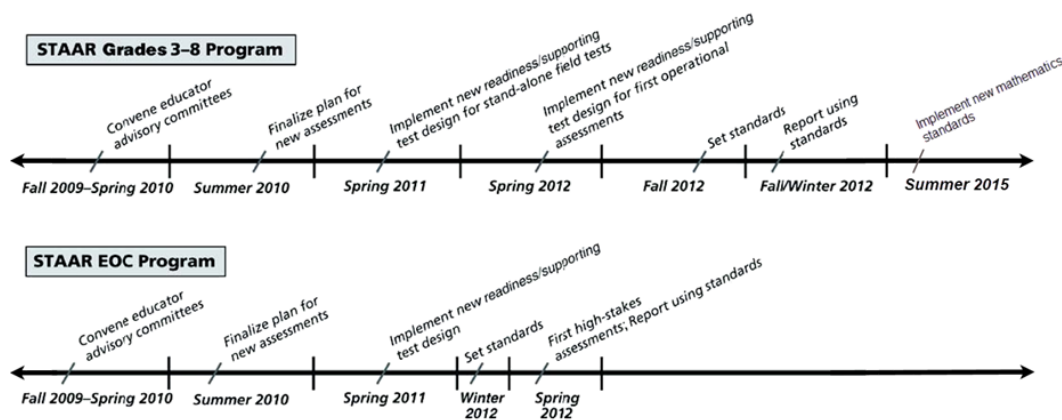 STAAR Grades 3–8 Program
Convene educator
advisory committees
Finalize plan for
new assessments
Implement new readiness/supporting
test design for stand-alone field tests
Implement new readiness/supporting
test design for first operational
assessments
Set standards
Report using
standards
Implement new mathematics
standards
Fall 2009–Spring 2010
Summer 2010
Spring 2011
Spring 2012
Fall 2012
Fall/Winter 2012
Summer 2015
STAAR EOC Program
Convene educator
advisory committees
Finalize plan for
new assessments
Implement new readiness/supporting
test design
Set standards
First high-stakes
assessments; Report using standards
Fall 2009–Spring 2010
Summer 2010
Spring 2011
Winter
2012
Spring
2012